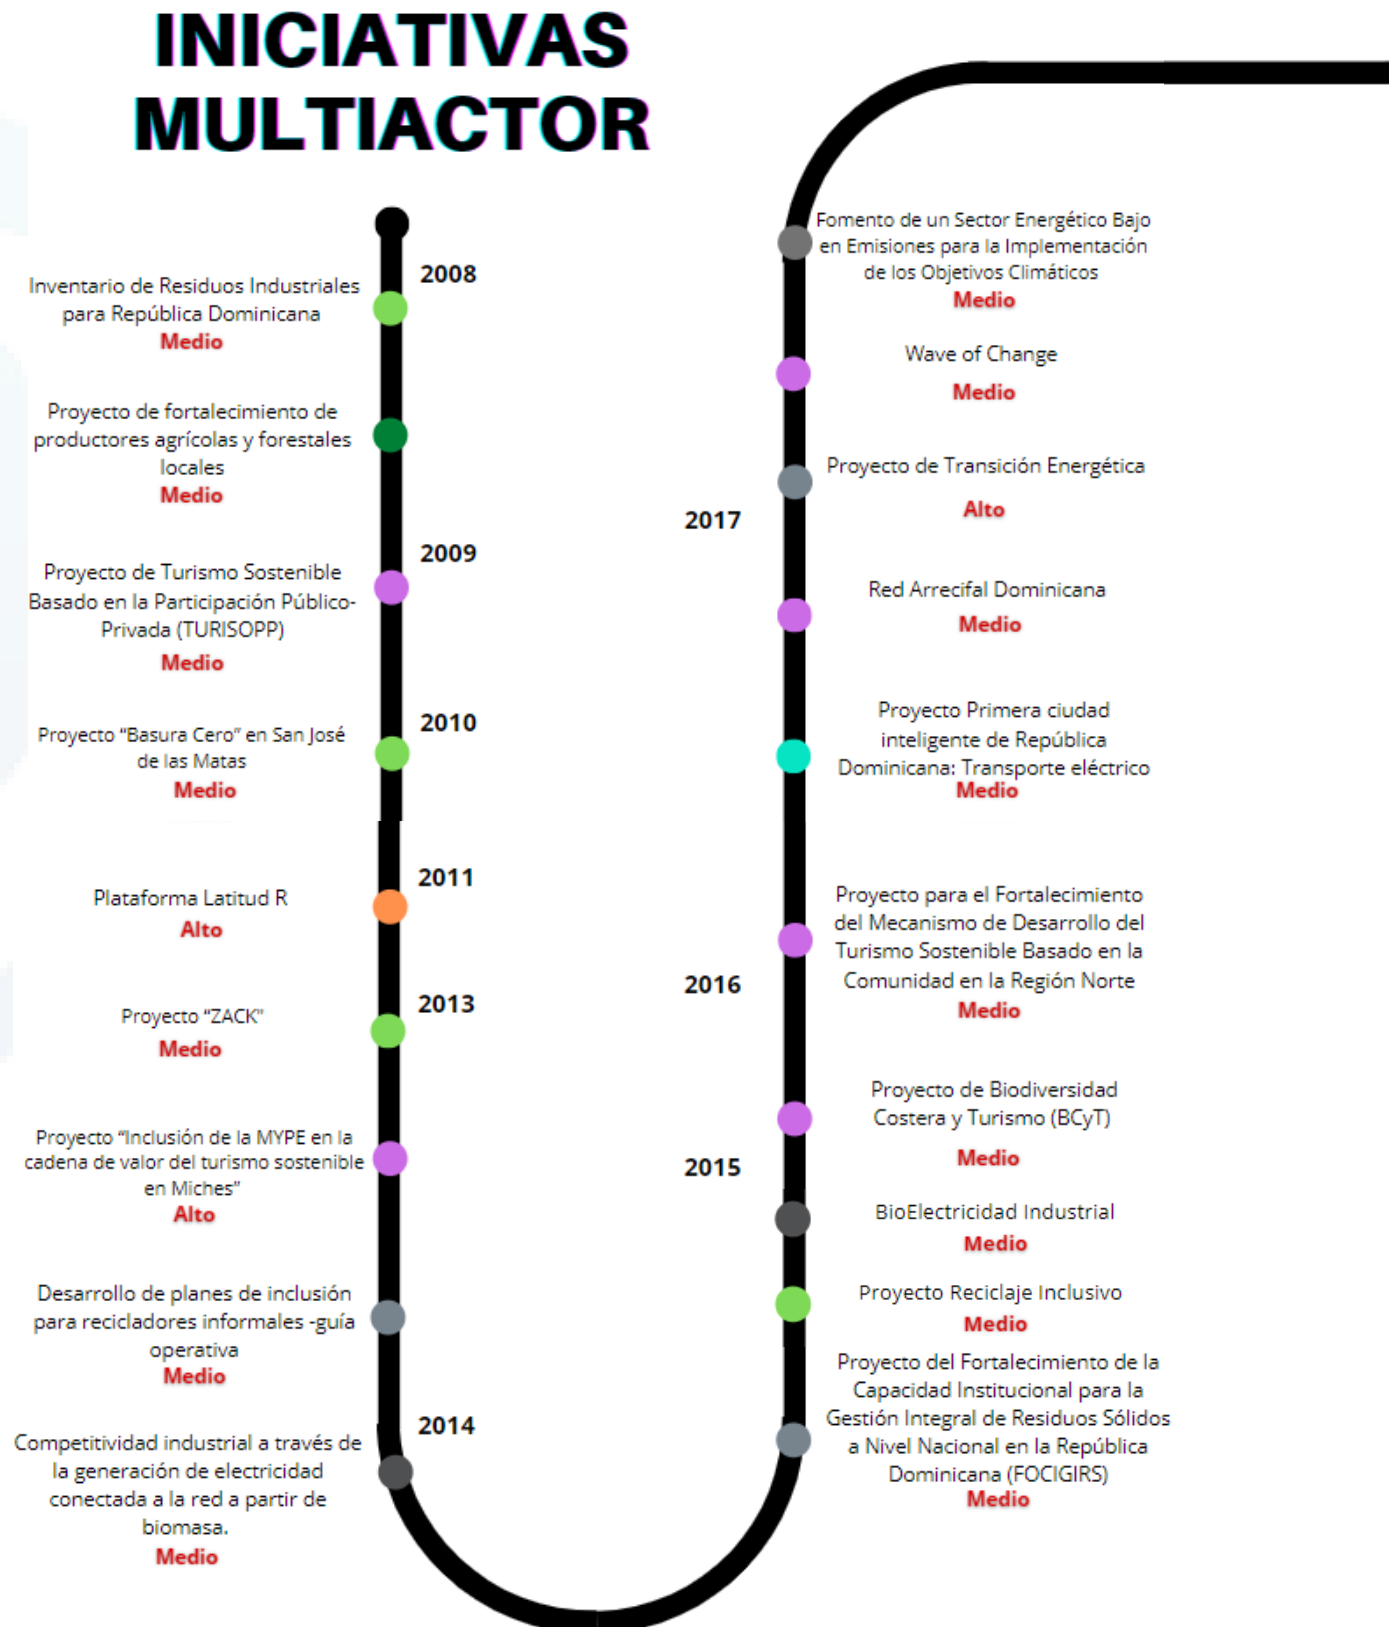 INICIATIVAS
MULTIACTOR
2008
Inventario de Residuos Industriales
para República Dominicana
Medio
Proyecto de fortalecimiento de
productores agrícolas y forestales
locales
Medio
2009
Proyecto de Turismo Sostenible
Basado en la Participación Público-
Privada (TURISOPP)
Medio
2010
Proyecto “Basura Cero” en San José
de las Matas
Medio
2011
Plataforma Latitud R
Alto
2013
Proyecto “ZACK”
Medio
Proyecto “Inclusión de la MYPE en la
cadena de valor del turismo sostenible
en Miches”
Alto
Desarrollo de planes de inclusión
para recicladores informales -guía
operativa
Medio
2014
Competitividad industrial a través de
la generación de electricidad
conectada a la red a partir de
biomasa.
Medio
Fomento de un Sector Energético Bajo
en Emisiones para la Implementación
de los Objetivos Climáticos
Medio
Wave of Change
Medio
Proyecto de Transición Energética
Alto
2017
Red Arrecifal Dominicana
Medio
Proyecto Primera ciudad
inteligente de República
Dominicana: Transporte eléctrico
Medio
Proyecto para el Fortalecimiento
del Mecanismo de Desarrollo del
Turismo Sostenible Basado en la
Comunidad en la Región Norte
Medio
2016
Proyecto de Biodiversidad
Costera y Turismo (BCyT)
Medio
2015
BioElectricidad Industrial
Medio
Proyecto Reciclaje Inclusivo
Medio
Proyecto del Fortalecimiento de la
Capacidad Institucional para la
Gestión Integral de Residuos Sólidos
a Nivel Nacional en la República
Dominicana (FOCIGIRS)
Medio